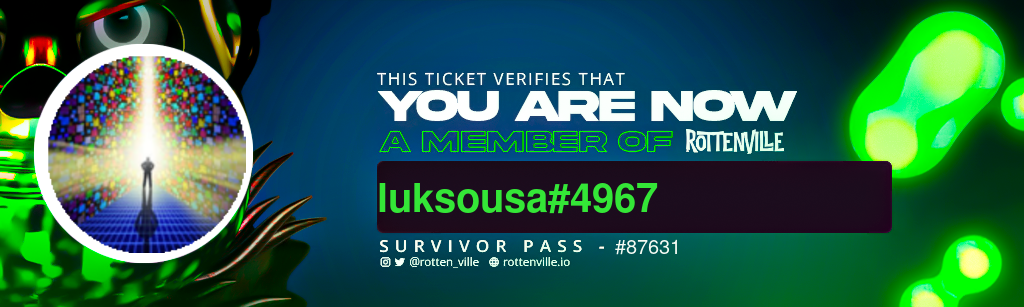 THIS TICKET VERIFIES THAT
YOU ARE NOW
A MEMBER OF ROTTENVILLE
luksousa#4967
SURVIVOR PASS - #87631
@rotten_ville rottenville.io